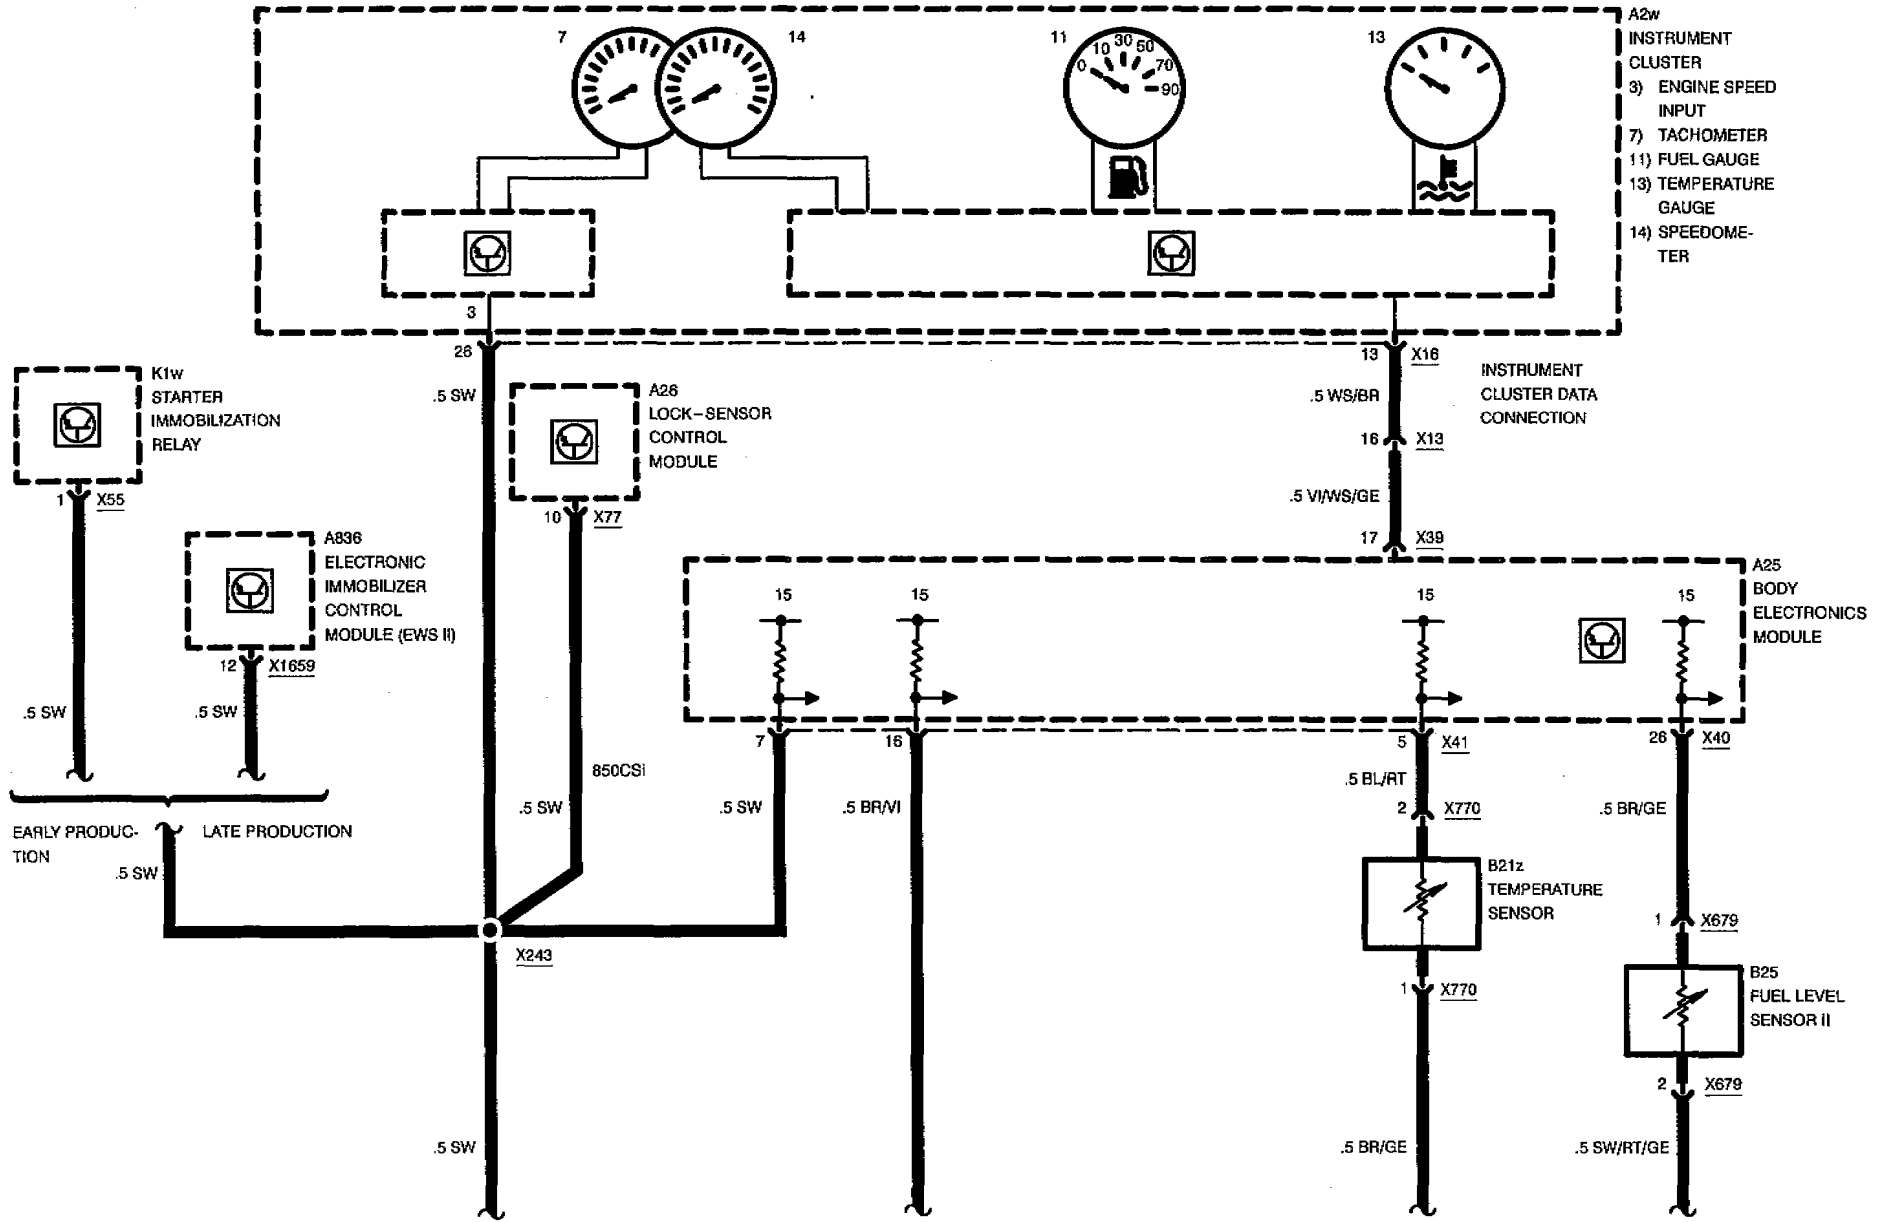 A2w
INSTRUMENT
CLUSTER
3) ENGINE SPEED
INPUT
7) TACHOMETER
11) FUEL GAUGE
13) TEMPERATURE
GAUGE
14) SPEEDOME-
TER
7
14
11
0
10
30
50
70
90
13
3
26
13
X16
INSTRUMENT
CLUSTER DATA
CONNECTION
.5 SW
.5 WS/BR
16
X13
.5 VI/WS/GE
17
X39
K1w
STARTER
IMMOBILIZATION
RELAY
1
X55
A26
LOCK-SENSOR
CONTROL
MODULE
10
X77
A836
ELECTRONIC
IMMOBILIZER
CONTROL
MODULE (EWS II)
12
X1659
.5 SW
.5 SW
EARLY PRODUC-
TION
LATE PRODUCTION
.5 SW
850CSi
.5 SW
A25
BODY
ELECTRONICS
MODULE
15
15
15
15
7
16
5
X41
26
X40
.5 SW
.5 BR/VI
.5 BL/RT
.5 BR/GE
2
X770
B21z
TEMPERATURE
SENSOR
1
X770
1
X679
B25
FUEL LEVEL
SENSOR II
2
X679
X243
.5 SW
.5 BR/GE
.5 SW/RT/GE